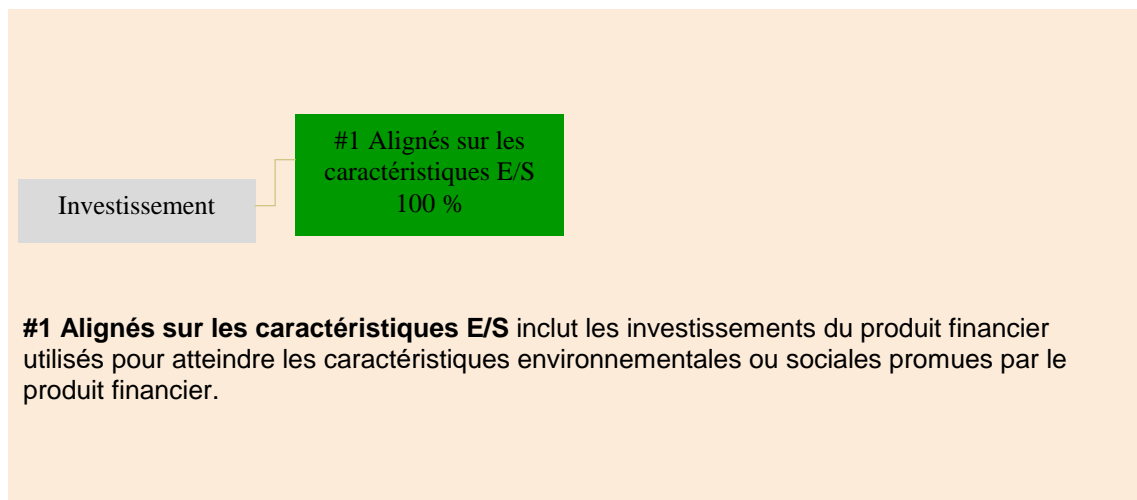 #1 Alignés sur les
caractéristiques E/S
100 %
Investissement
#1 Alignés sur les caractéristiques E/S inclut les investissements du produit financier
utilisés pour atteindre les caractéristiques environnementales ou sociales promues par le
produit financier.